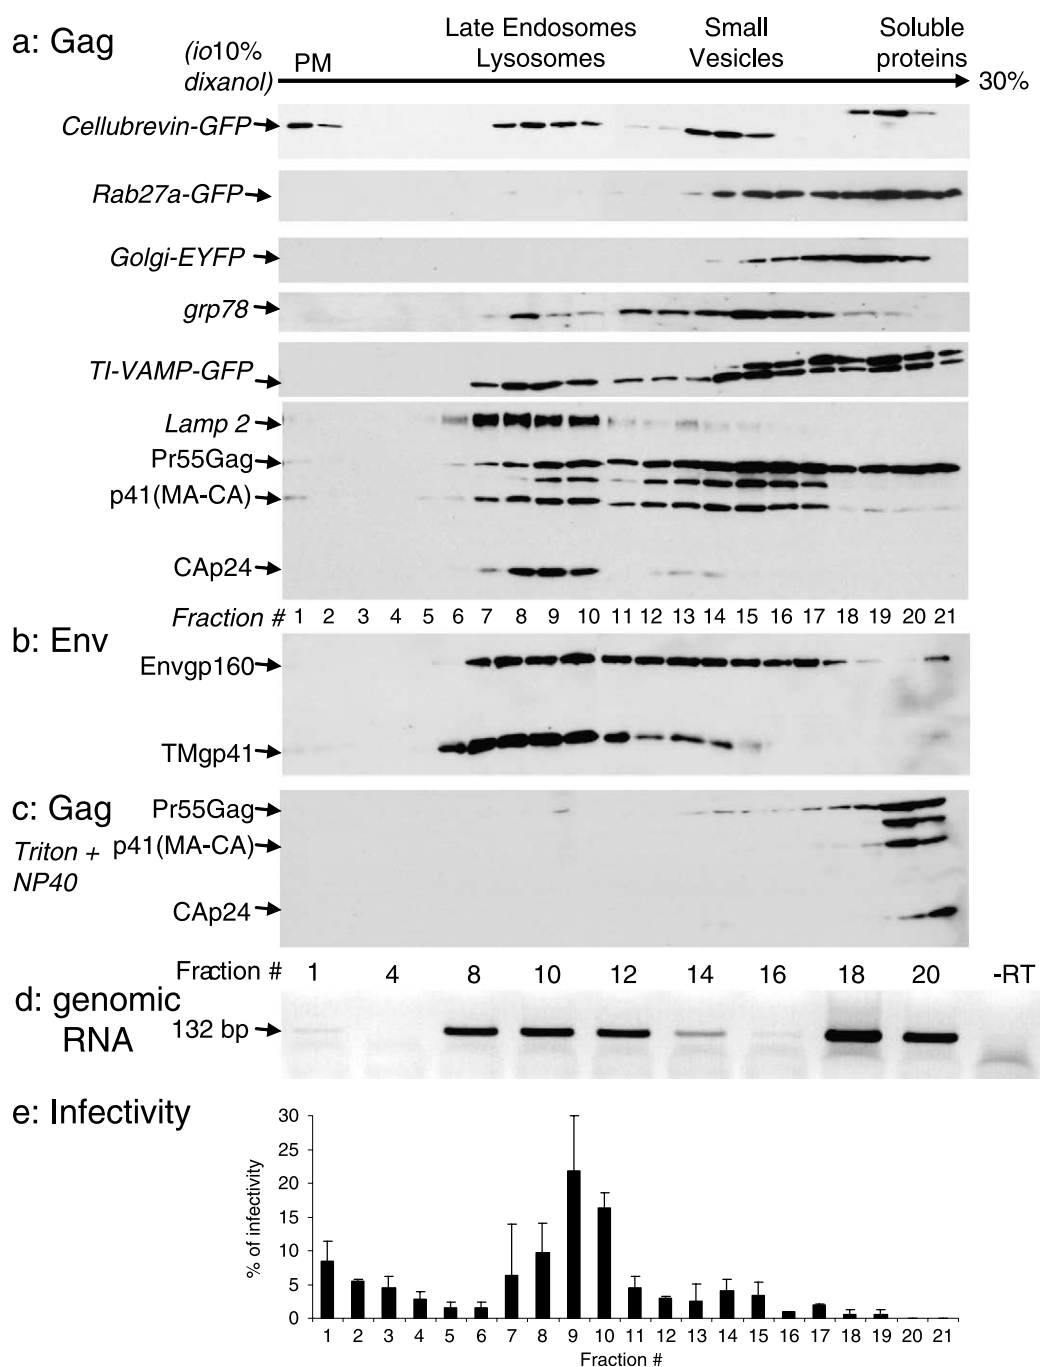 a: Gag
(io10% dixanol)
PM
Late Endosomes Lysosomes
Small Vesicles
Soluble proteins
30%
Cellubrevin-GFP
Rab27a-GFP
Golgi-EYFP
grp78
TI-VAMP-GFP
Lamp 2
Pr55Gag
p41(MA-CA)
CAp24
Fraction # 1 2 3 4 5 6 7 8 9 10 11 12 13 14 15 16 17 18 19 20 21
b: Env
Envgp160
TMgp41
c: Gag
Triton + NP40
Pr55Gag
p41(MA-CA)
CAp24
Fraction # 1 4 8 10 12 14 16 18 20 -RT
d: genomic RNA
132 bp
e: Infectivity
% of infectivity
30
25
20
15
10
5
0
1 2 3 4 5 6 7 8 9 10 11 12 13 14 15 16 17 18 19 20 21
Fraction #